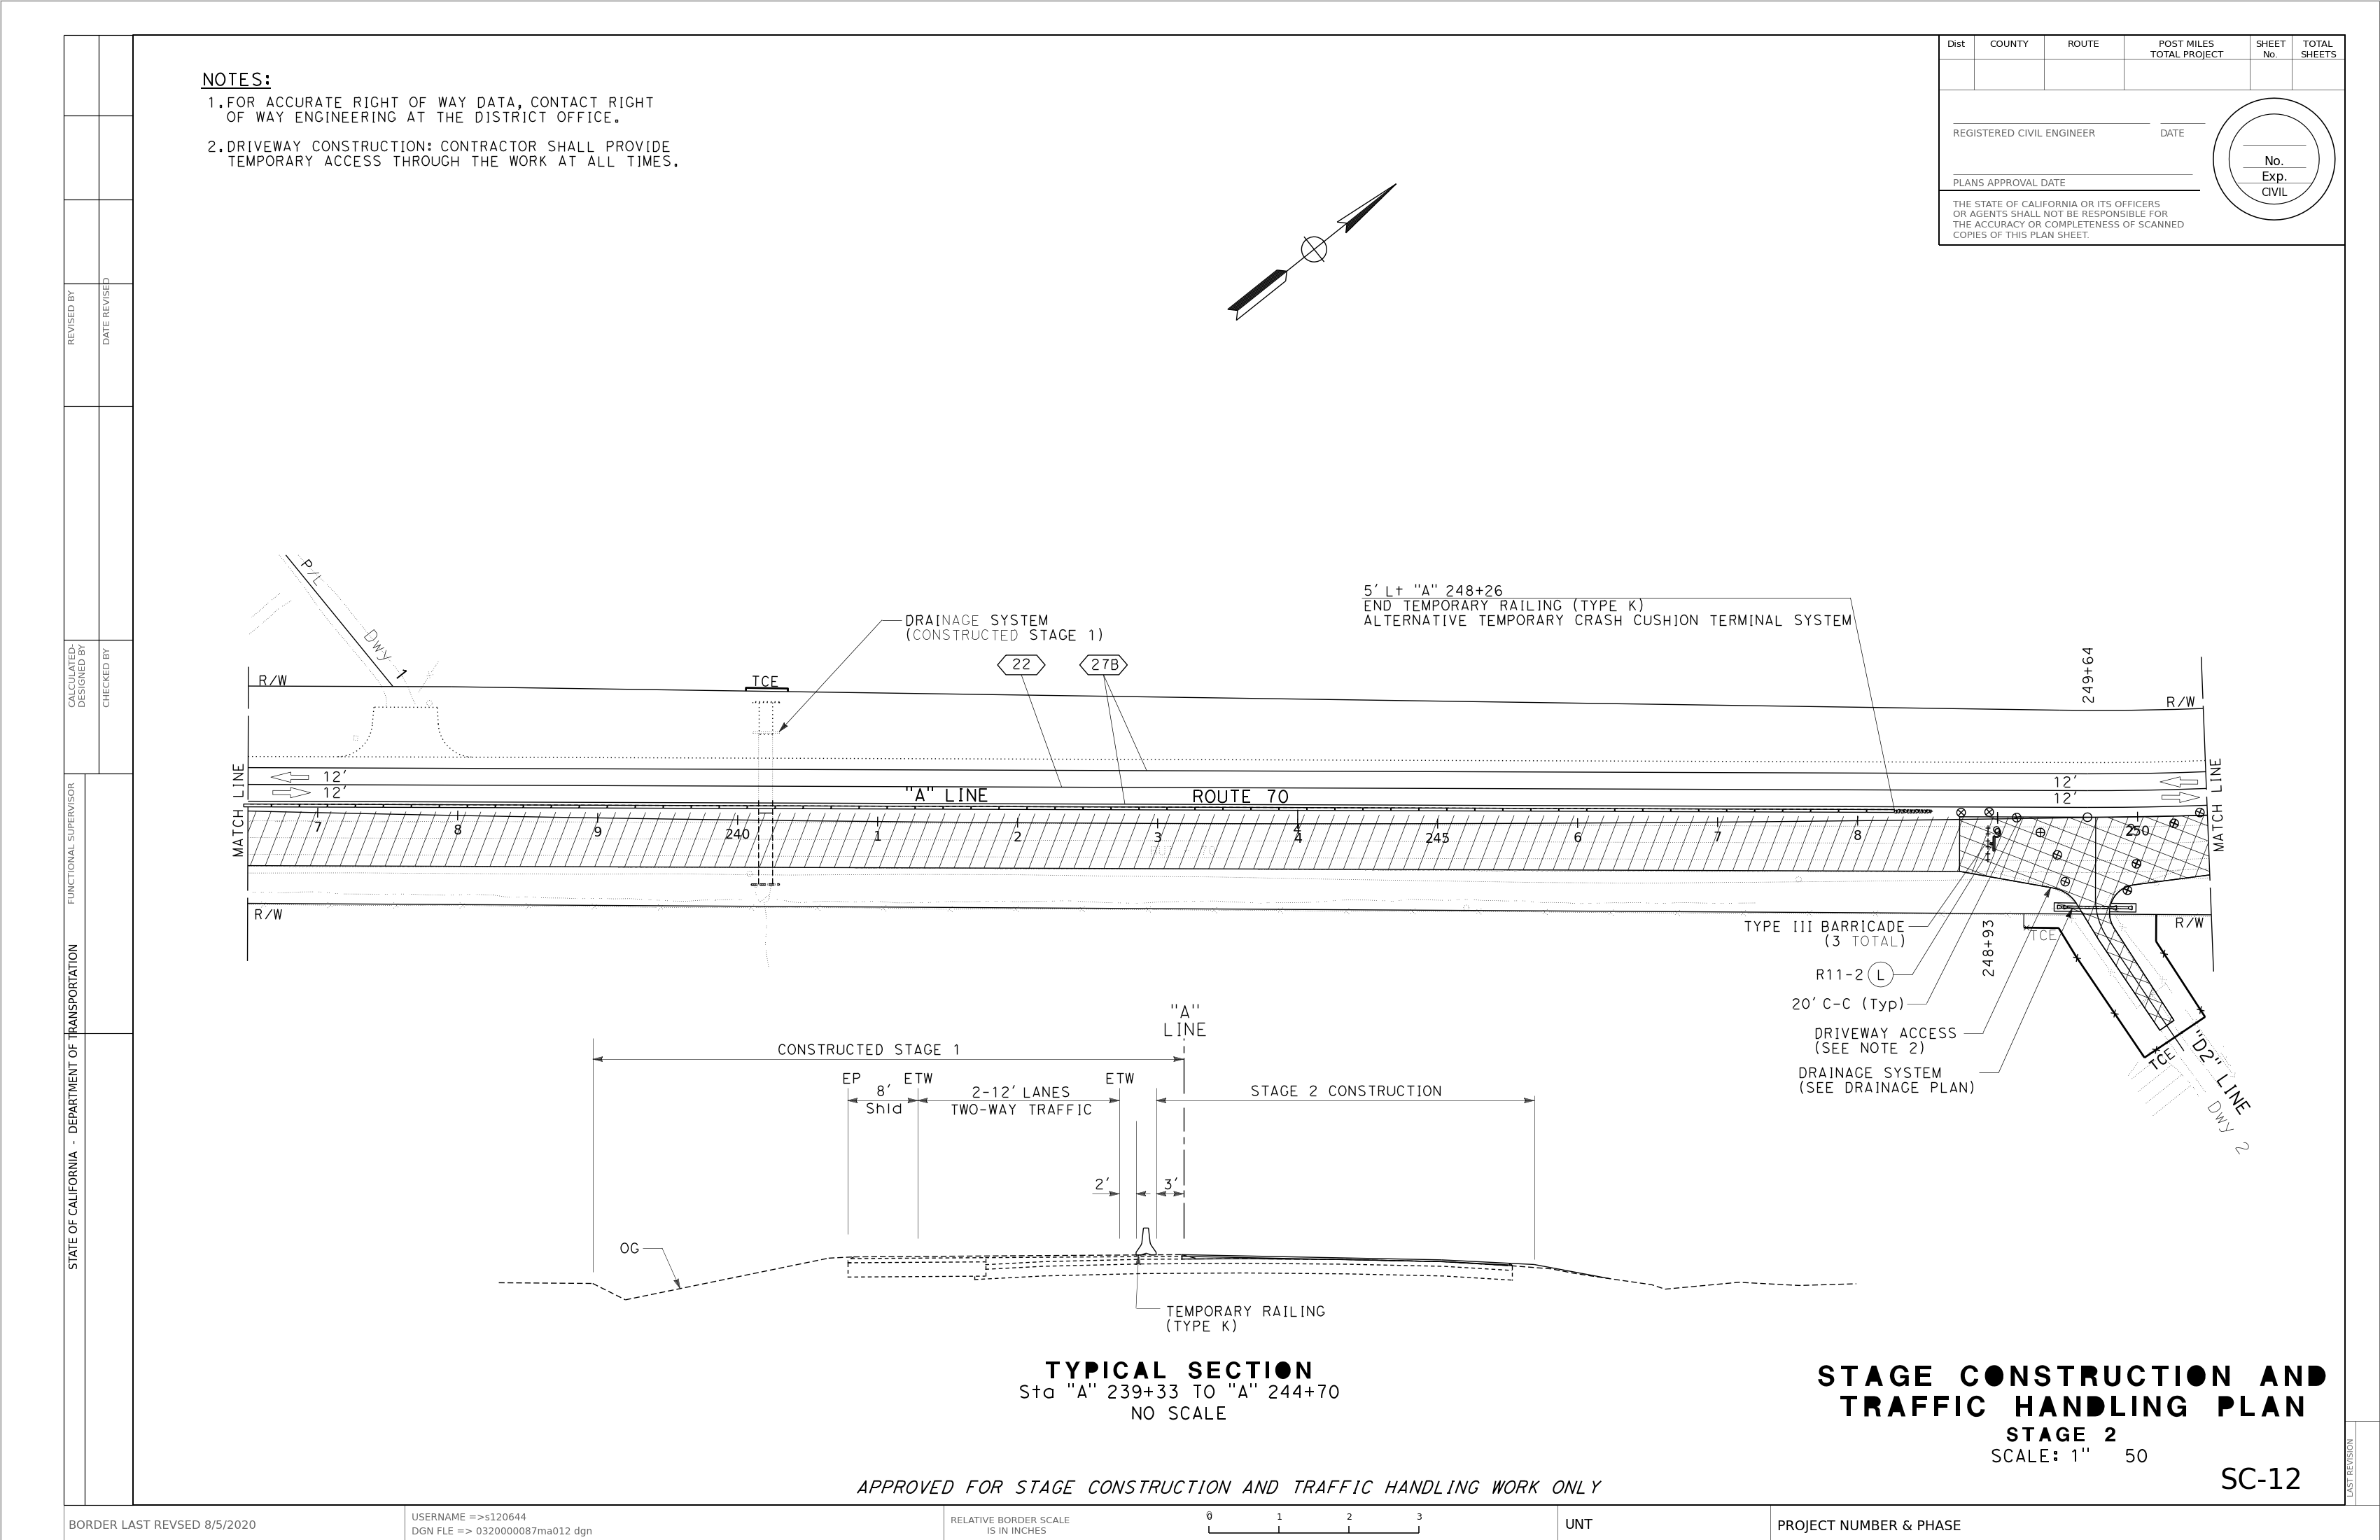 NOTES:
1. FOR ACCURATE RIGHT OF WAY DATA, CONTACT RIGHT
OF WAY ENGINEERING AT THE DISTRICT OFFICE.
2. DRIVEWAY CONSTRUCTION: CONTRACTOR SHALL PROVIDE
TEMPORARY ACCESS THROUGH THE WORK AT ALL TIMES.
Dist COUNTY ROUTE POST MILES TOTAL PROJECT SHEET No. TOTAL SHEETS
REGISTERED CIVIL ENGINEER DATE
PLANS APPROVAL DATE
No.
Exp.
CIVIL
THE STATE OF CALIFORNIA OR ITS OFFICERS
OR AGENTS SHALL NOT BE RESPONSIBLE FOR
THE ACCURACY OR COMPLETENESS OF SCANNED
COPIES OF THIS PLAN SHEET.
REVISED BY
DATE REVISED
CALCULATED-
DESIGNED BY
CHECKED BY
FUNCTIONAL SUPERVISOR
STATE OF CALIFORNIA - DEPARTMENT OF TRANSPORTATION
P/L
Dwy 1
DRAINAGE SYSTEM
(CONSTRUCTED STAGE 1)
22
27B
5' Lt "A" 248+26
END TEMPORARY RAILING (TYPE K)
ALTERNATIVE TEMPORARY CRASH CUSHION TERMINAL SYSTEM
249+64
R/W
TCE
R/W
MATCH LINE
12'
12'
"A" LINE
ROUTE 70
12'
12'
MATCH LINE
7
8
9
240
1
2
3
4
4
245
6
7
8
250
R/W
R/W
TYPE III BARRICADE
(3 TOTAL)
R11-2 L
20' C-C (Typ)
248+93
DRIVEWAY ACCESS
(SEE NOTE 2)
DRAINAGE SYSTEM
(SEE DRAINAGE PLAN)
TCE
TCE
"D2" LINE
Dwy 2
"A"
LINE
CONSTRUCTED STAGE 1
EP
ETW
ETW
8'
Shld
2-12' LANES
TWO-WAY TRAFFIC
STAGE 2 CONSTRUCTION
2'
3'
OG
TEMPORARY RAILING
(TYPE K)
TYPICAL SECTION
Sta "A" 239+33 TO "A" 244+70
NO SCALE
STAGE CONSTRUCTION AND
TRAFFIC HANDLING PLAN
STAGE 2
SCALE: 1" 50
SC-12
APPROVED FOR STAGE CONSTRUCTION AND TRAFFIC HANDLING WORK ONLY
LAST REVISION
BORDER LAST REVSED 8/5/2020
USERNAME =>s120644
DGN FLE => 0320000087ma012 dgn
RELATIVE BORDER SCALE
IS IN INCHES
0 1 2 3
UNT
PROJECT NUMBER & PHASE